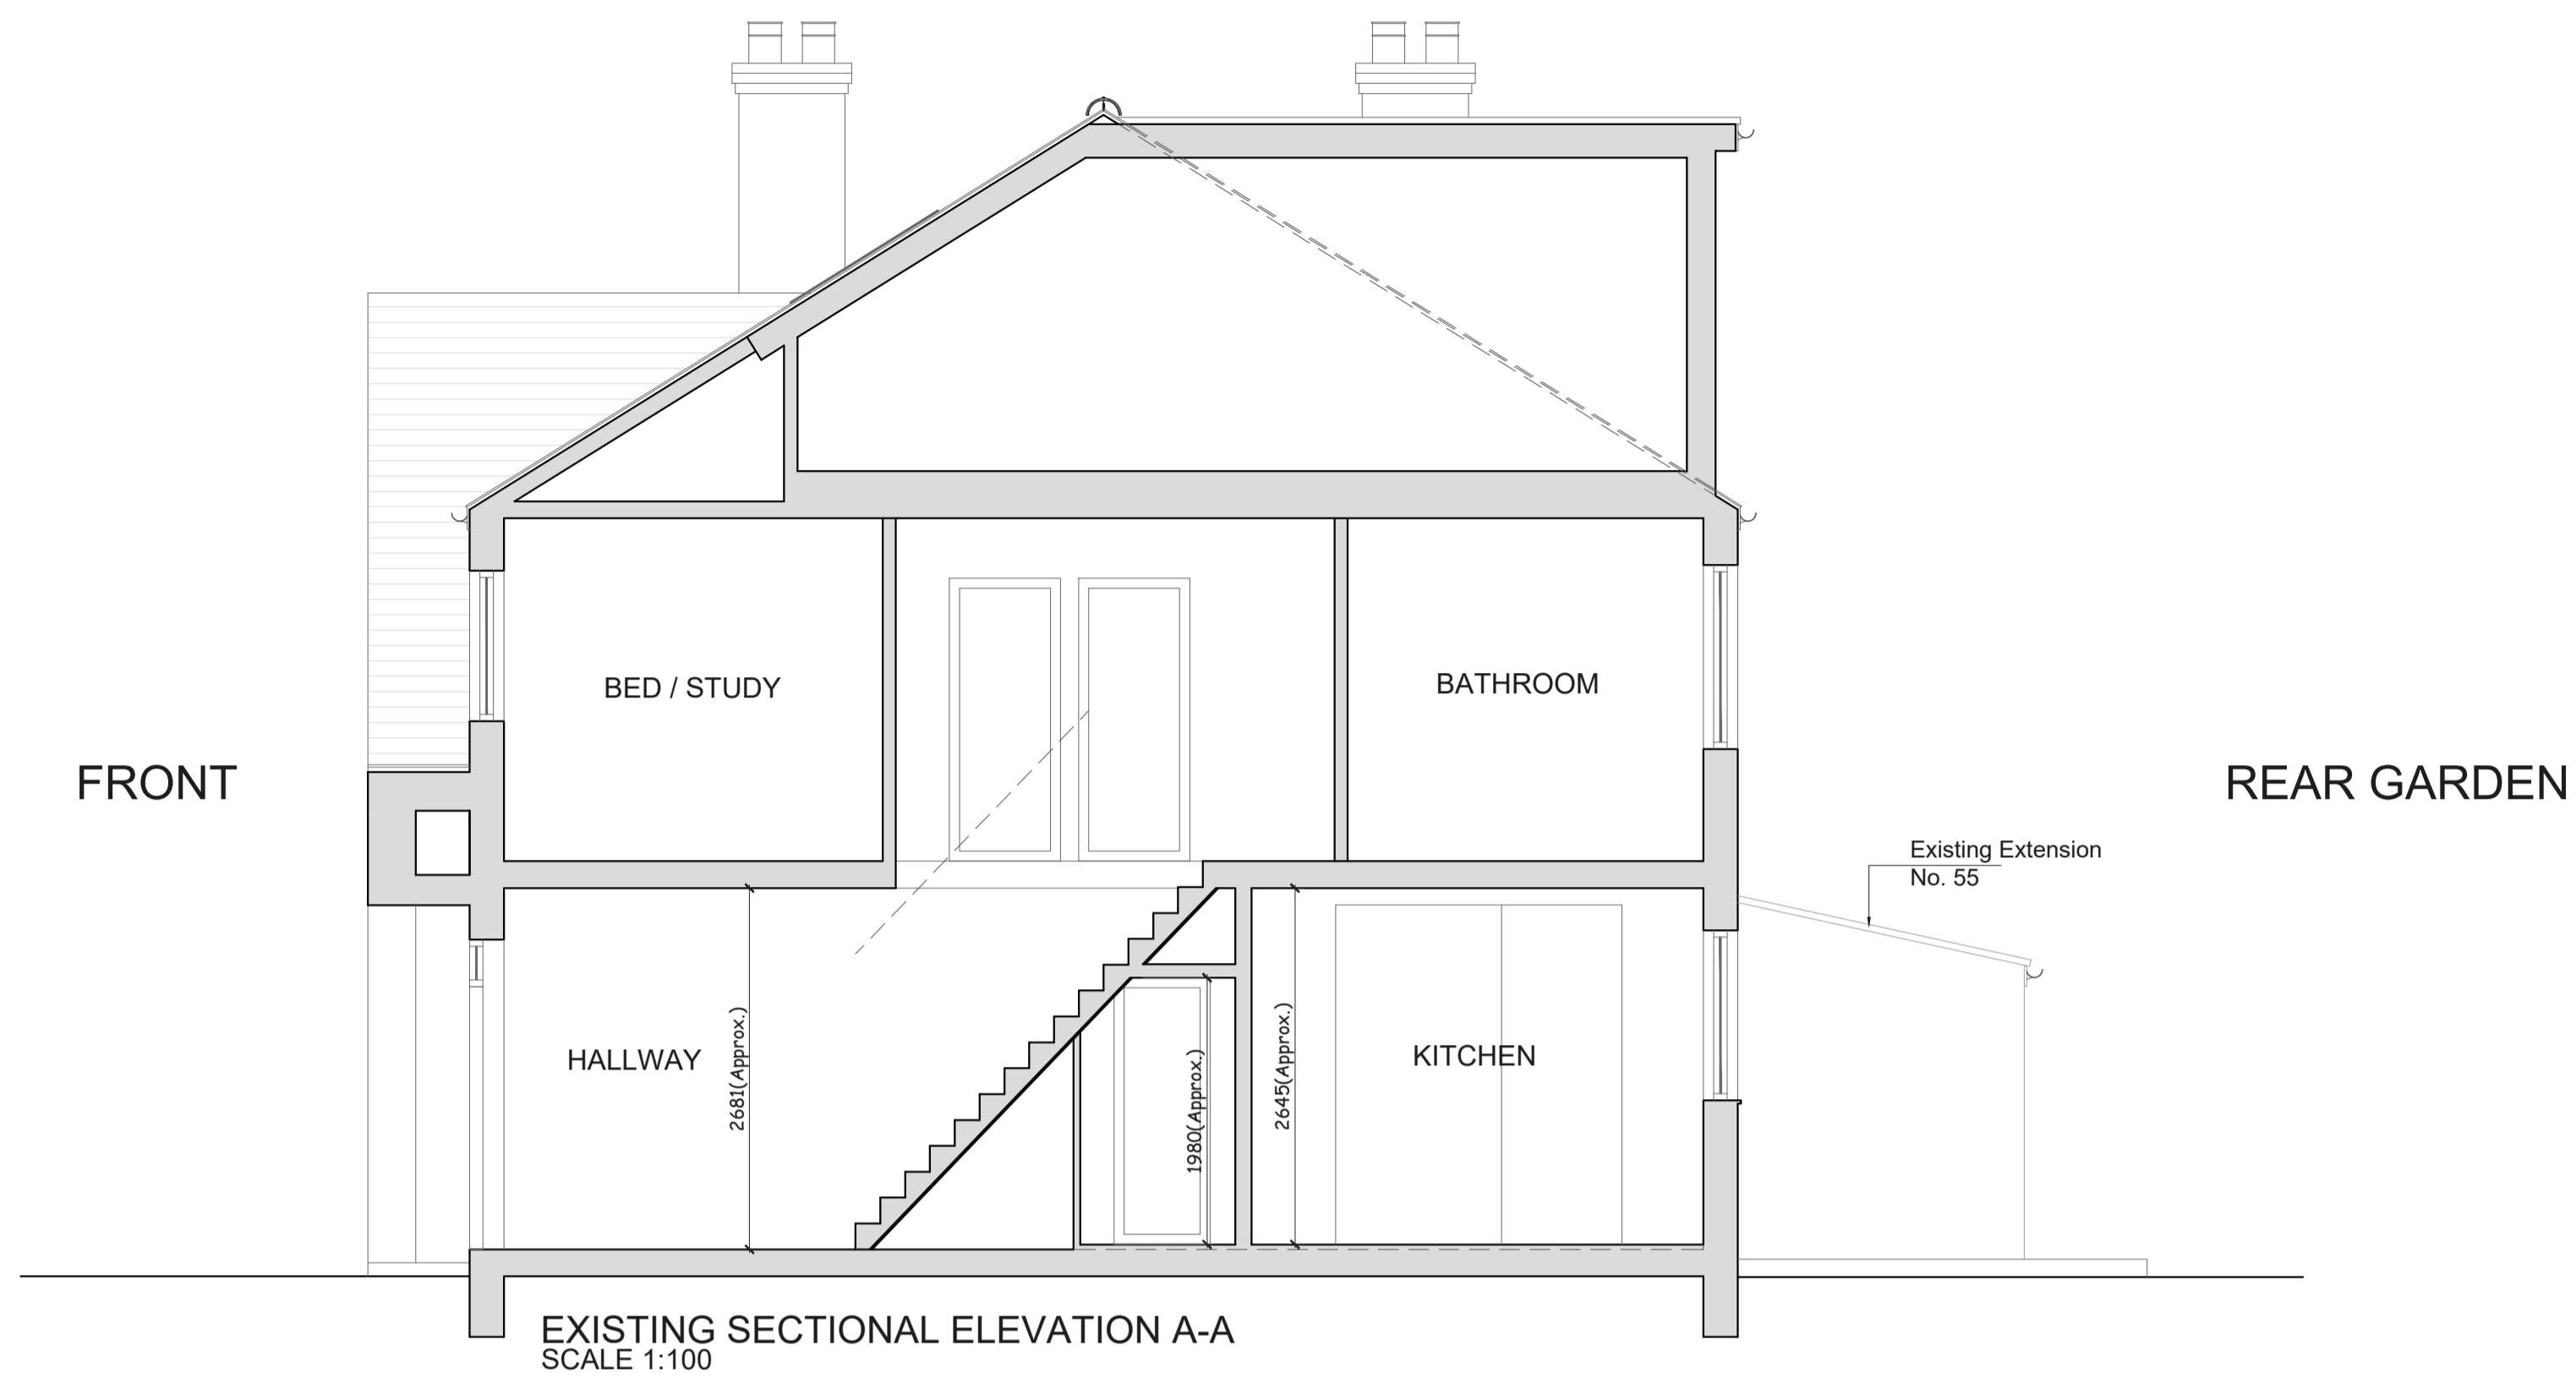 BED / STUDY
BATHROOM
FRONT
REAR GARDEN
Existing Extension
No. 55
HALLWAY
2681(Approx.)
1980(Approx.)
2645(Approx.)
KITCHEN
EXISTING SECTIONAL ELEVATION A-A
SCALE 1:100